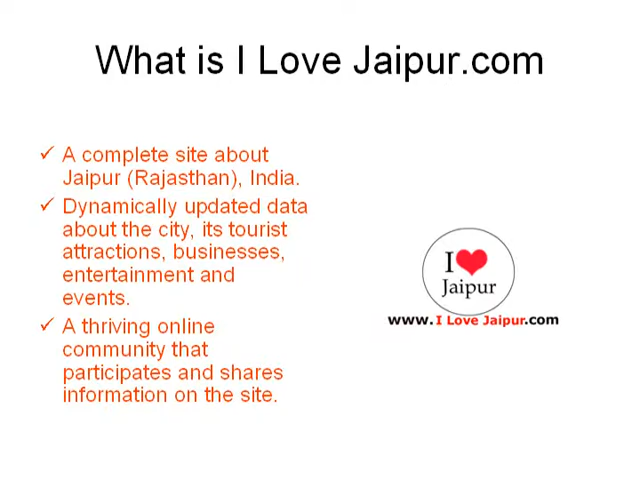 What is I Love Jaipur.com
A complete site about
Jaipur (Rajasthan), India.
Dynamically updated data
about the city, its tourist
attractions, businesses,
entertainment and
events.
A thriving online
community that
participates and shares
information on the site.
I
Jaipur
www.I Love Jaipur.com